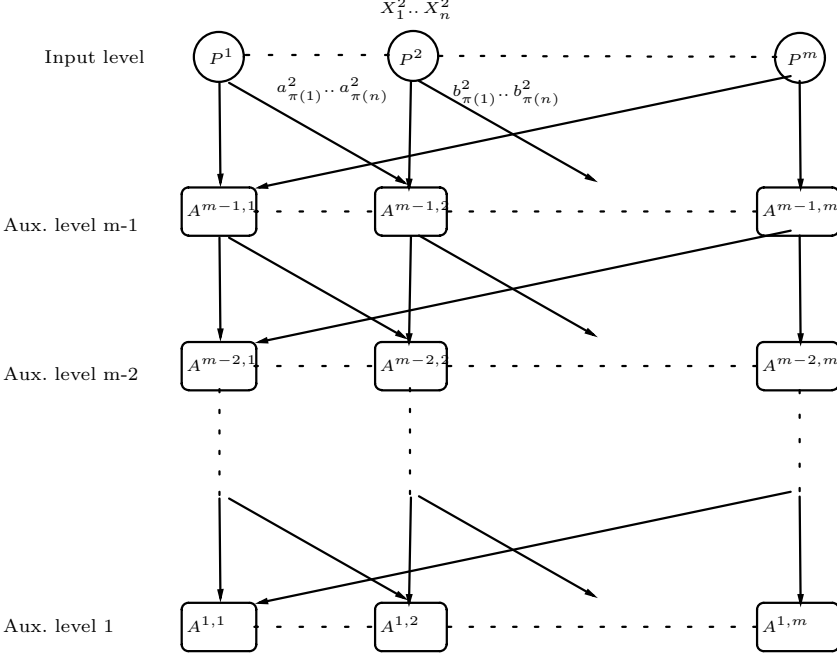 X_1^2 .. X_n^2
Input level P^1 P^2 P^m
a_{π(1)}^2 .. a_{π(n)}^2 b_{π(1)}^2 .. b_{π(n)}^2
A^{m−1,1} A^{m−1,2} A^{m−1,m}
Aux. level m-1
A^{m−2,1} A^{m−2,2} A^{m−2,m}
Aux. level m-2
Aux. level 1 A^{1,1} A^{1,2} A^{1,m}